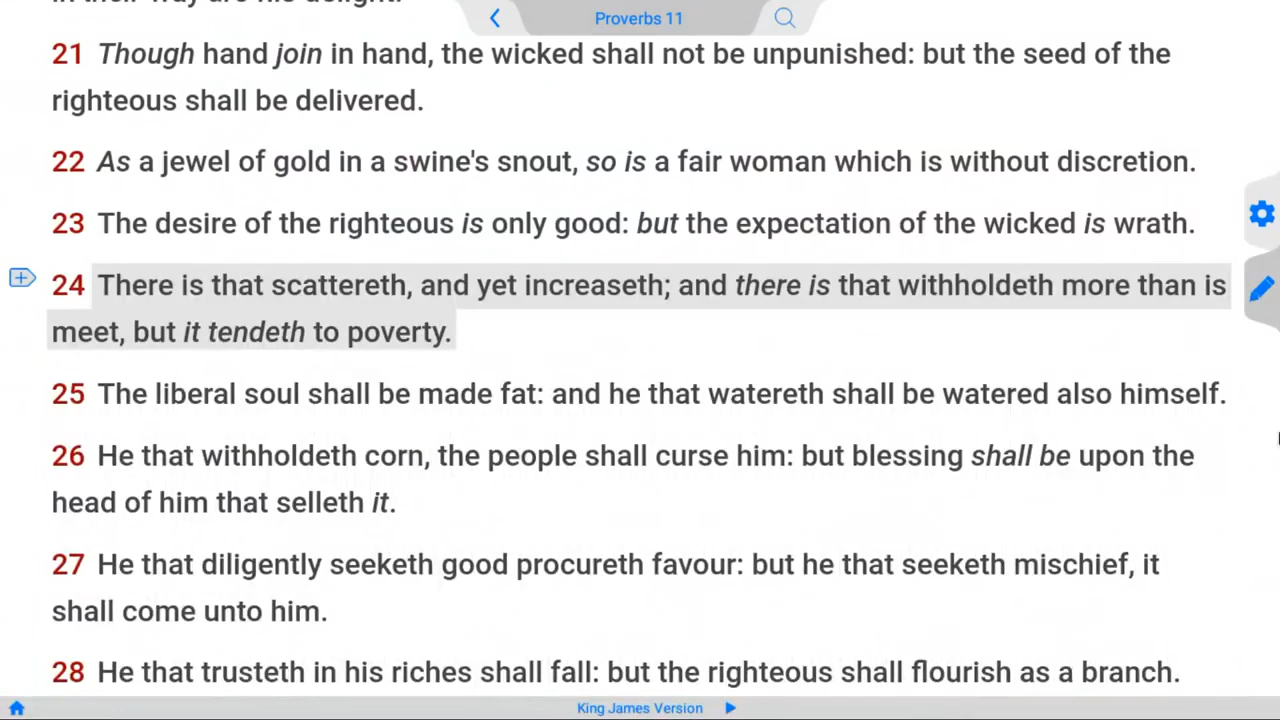 in their way are his delight.
Proverbs 11
21 Though hand join in hand, the wicked shall not be unpunished: but the seed of the
righteous shall be delivered.
22 As a jewel of gold in a swine's snout, so is a fair woman which is without discretion.
23 The desire of the righteous is only good: but the expectation of the wicked is wrath.
24 There is that scattereth, and yet increaseth; and there is that withholdeth more than is
meet, but it tendeth to poverty.
25 The liberal soul shall be made fat: and he that watereth shall be watered also himself.
26 He that withholdeth corn, the people shall curse him: but blessing shall be upon the
head of him that selleth it.
27 He that diligently seeketh good procureth favour: but he that seeketh mischief, it
shall come unto him.
28 He that trusteth in his riches shall fall: but the righteous shall flourish as a branch.
King James Version